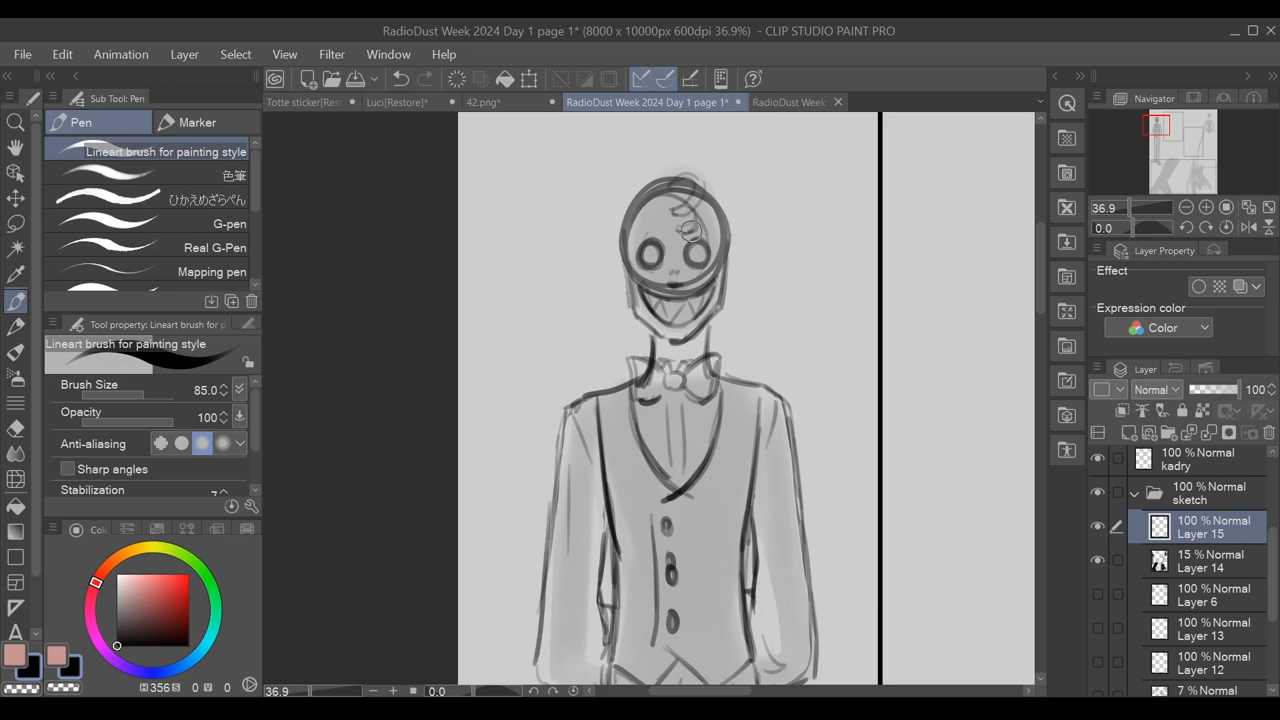 RadioDust Week 2024 Day 1 page 1* (8000 x 10000px 600dpi 36.9%) - CLIP STUDIO PAINT PRO
File Edit Animation Layer Select View Filter Window Help
Sub Tool: Pen
Totte sticker[Res Luci[Restore]* 42.png* RadioDust Week 2024 Day 1 page 1* RadioDust Week
Navigator
Pen Marker
Lineart brush for painting style
色筆
ひかえめざらぺん
G-pen
Real G-Pen
Mapping pen
36.9
0.0
Layer Property
Effect
Expression color
Color
Tool property: Lineart brush for p
Lineart brush for painting style
Brush Size 85.0
Opacity 100
Anti-aliasing
Sharp angles
Stabilization 7
Layer
Normal 100
100 % Normal
kadry
100 % Normal
sketch
100 % Normal
Layer 15
15 % Normal
Layer 14
100 % Normal
Layer 6
100 % Normal
Layer 13
100 % Normal
Layer 12
7 % Normal
Col
A
H 356 S 0 V 0
36.9 0.0